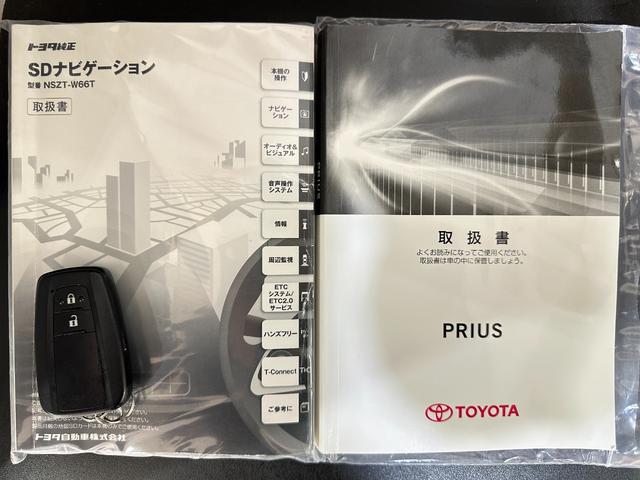 トヨタ純正
SDナビゲーション
型番 NSZT-W66T
取扱書
本機の
操作
ナビゲー
ション
オーディオ&
ビジュアル
音声操作
システム
情報
周辺監視
ETC
システム/
ETC2.0
サービス
ハンズフリー
T-Connect
ご参考に
トヨタ自動車株式会社
PRIUS
取扱書
よくお読みになってご使用ください。
取扱書は車の中に保管しましょう。
PRIUS
TOYOTA